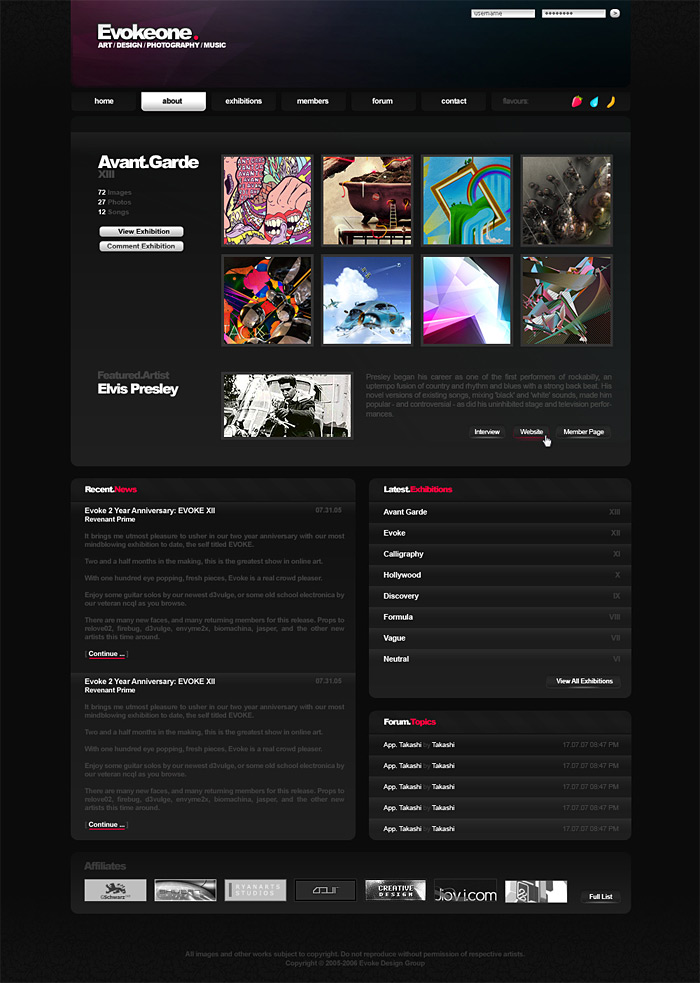 username ********
Evokeone.
ART / DESIGN / PHOTOGRAPHY / MUSIC
home about exhibitions members forum contact flavours:
Avant.Garde
XIII
72 Images
27 Photos
12 Songs
View Exhibition
Comment Exhibition
Featured.Artist
Elvis Presley
Presley began his career as one of the first performers of rockabilly, an
uptempo fusion of country and rhythm and blues with a strong back beat. His
novel versions of existing songs, mixing 'black' and 'white' sounds, made him
popular - and controversial - as did his uninhibited stage and television perfor-
mances.
Interview Website Member Page
Recent.News
Evoke 2 Year Anniversary: EVOKE XII 07.31.05
Revenant Prime
It brings me utmost pleasure to usher in our two year anniversary with our most
mindblowing exhibition to date, the self titled EVOKE.
Two and a half months in the making, this is the greatest show in online art.
With one hundred eye popping, fresh pieces, Evoke is a real crowd pleaser.
Enjoy some guitar solos by our newest d3vulge, or some old school electronica by
our veteran ncql as you browse.
There are many new faces, and many returning members for this release. Props to
relove02, firebug, d3vulge, envyme2x, biomachina, jasper, and the other new
artists this time around.
[ Continue ... ]
Evoke 2 Year Anniversary: EVOKE XII 07.31.05
Revenant Prime
It brings me utmost pleasure to usher in our two year anniversary with our most
mindblowing exhibition to date, the self titled EVOKE.
Two and a half months in the making, this is the greatest show in online art.
With one hundred eye popping, fresh pieces, Evoke is a real crowd pleaser.
Enjoy some guitar solos by our newest d3vulge, or some old school electronica by
our veteran ncql as you browse.
There are many new faces, and many returning members for this release. Props to
relove02, firebug, d3vulge, envyme2x, biomachina, jasper, and the other new
artists this time around.
[ Continue ... ]
Latest.Exhibitions
Avant Garde XIII
Evoke XII
Calligraphy XI
Hollywood X
Discovery IX
Formula VIII
Vague VII
Neutral VI
View All Exhibitions
Forum.Topics
App. Takashi by Takashi 17.07.07 08:47 PM
App. Takashi by Takashi 17.07.07 08:47 PM
App. Takashi by Takashi 17.07.07 08:47 PM
App. Takashi by Takashi 17.07.07 08:47 PM
App. Takashi by Takashi 17.07.07 08:47 PM
Affiliates
RYANARTS
STUDIOS
CREATIVE
DESIGN
Full List
All images and other works subject to copyright. Do not reproduce without permission of respective artists.
Copyright © 2005-2006 Evoke Design Group